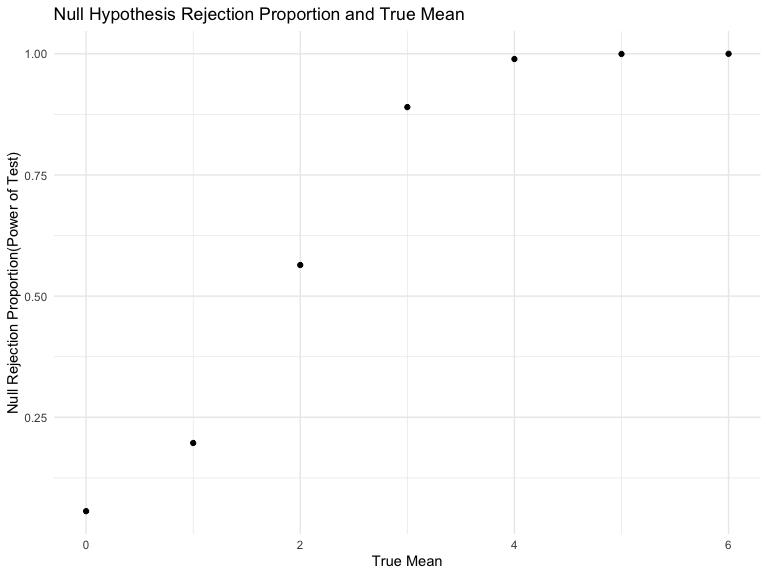 Null Hypothesis Rejection Proportion and True Mean
1.00
0.75
0.50
0.25
Null Rejection Proportion(Power of Test)
0 2 4 6
True Mean